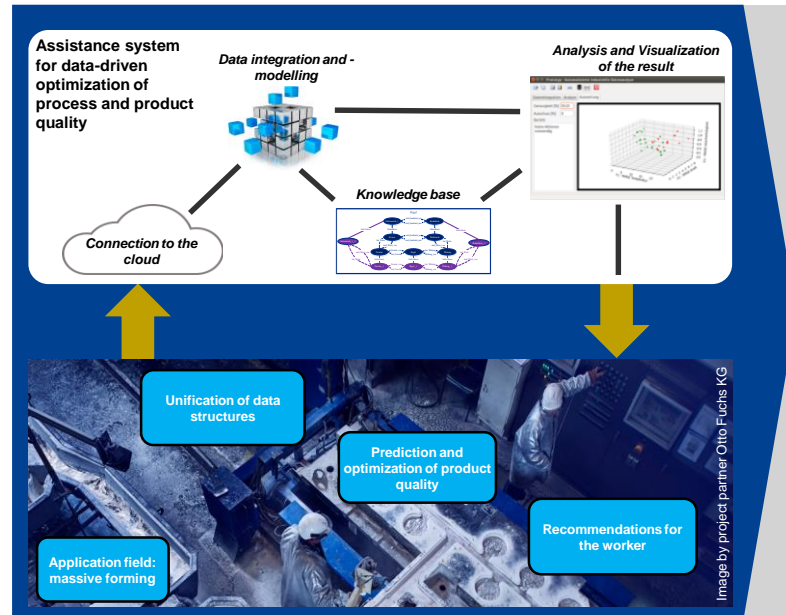 Assistance system
for data-driven
optimization of
process and product
quality
Data integration and -
modelling
Analysis and Visualization
of the result
Knowledge base
Connection to the
cloud
Unification of data
structures
Prediction and
optimization of product
quality
Recommendations for
the worker
Application field:
massive forming
Image by project partner Otto Fuchs KG